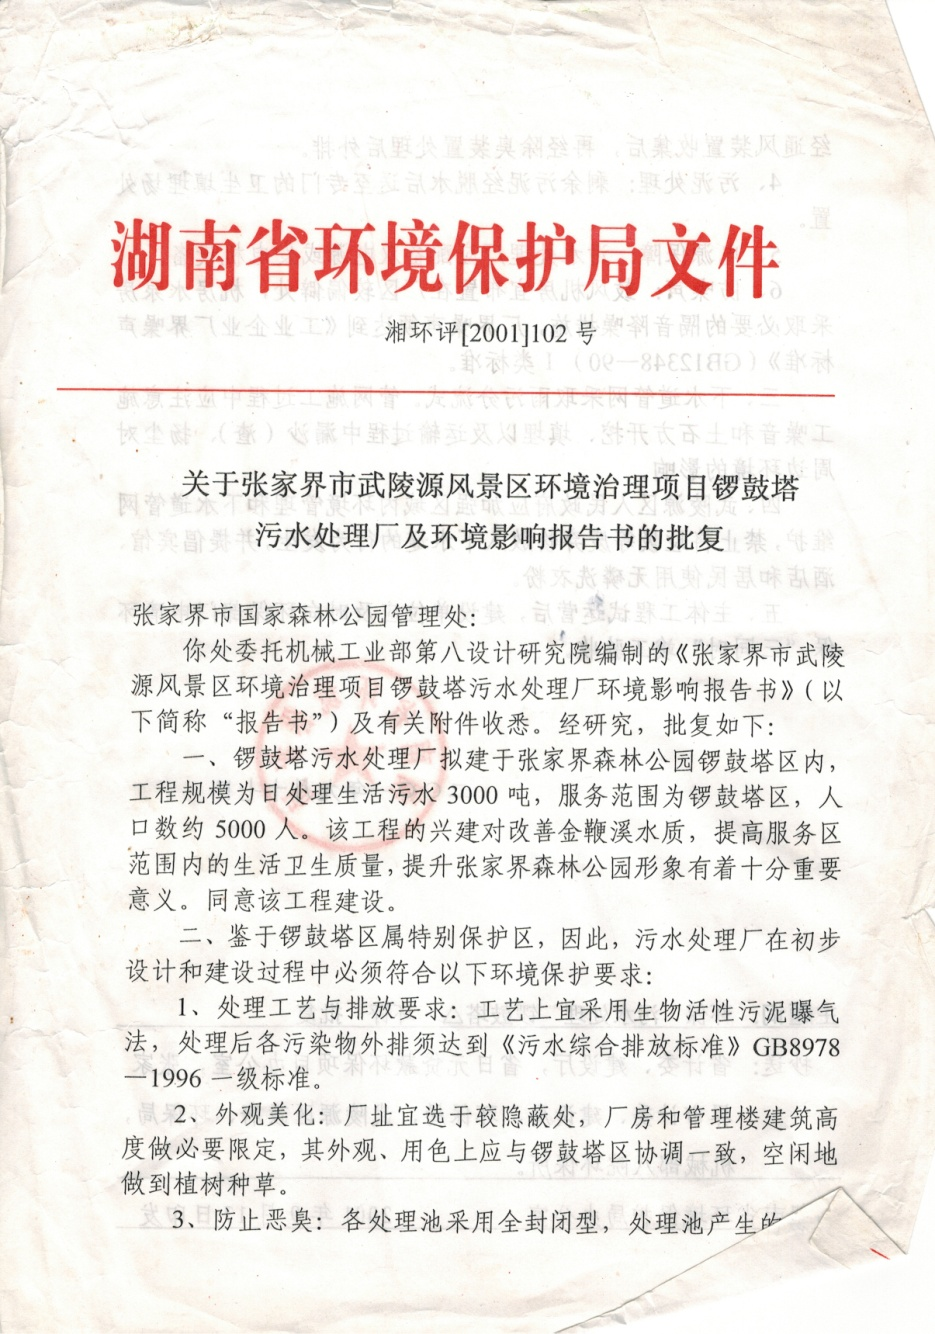 湖南省环境保护局文件
湘环评[2001]102 号
关于张家界市武陵源风景区环境治理项目锣鼓塔
污水处理厂及环境影响报告书的批复
张家界市国家森林公园管理处：
你处委托机械工业部第八设计研究院编制的《张家界市武陵
源风景区环境治理项目锣鼓塔污水处理厂环境影响报告书》（以
下简称“报告书”）及有关附件收悉。经研究，批复如下：
一、锣鼓塔污水处理厂拟建于张家界森林公园锣鼓塔区内，
工程规模为日处理生活污水 3000 吨，服务范围为锣鼓塔区，人
口数约 5000 人。该工程的兴建对改善金鞭溪水质，提高服务区
范围内的生活卫生质量，提升张家界森林公园形象有着十分重要
意义。同意该工程建设。
二、鉴于锣鼓塔区属特别保护区，因此，污水处理厂在初步
设计和建设过程中必须符合以下环境保护要求：
1、处理工艺与排放要求：工艺上宜采用生物活性污泥曝气
法，处理后各污染物外排须达到《污水综合排放标准》GB8978
—1996 一级标准。
2、外观美化：厂址宜选于较隐蔽处，厂房和管理楼建筑高
度做必要限定，其外观、用色上应与锣鼓塔区协调一致，空闲地
做到植树种草。
3、防止恶臭：各处理池采用全封闭型，处理池产生的